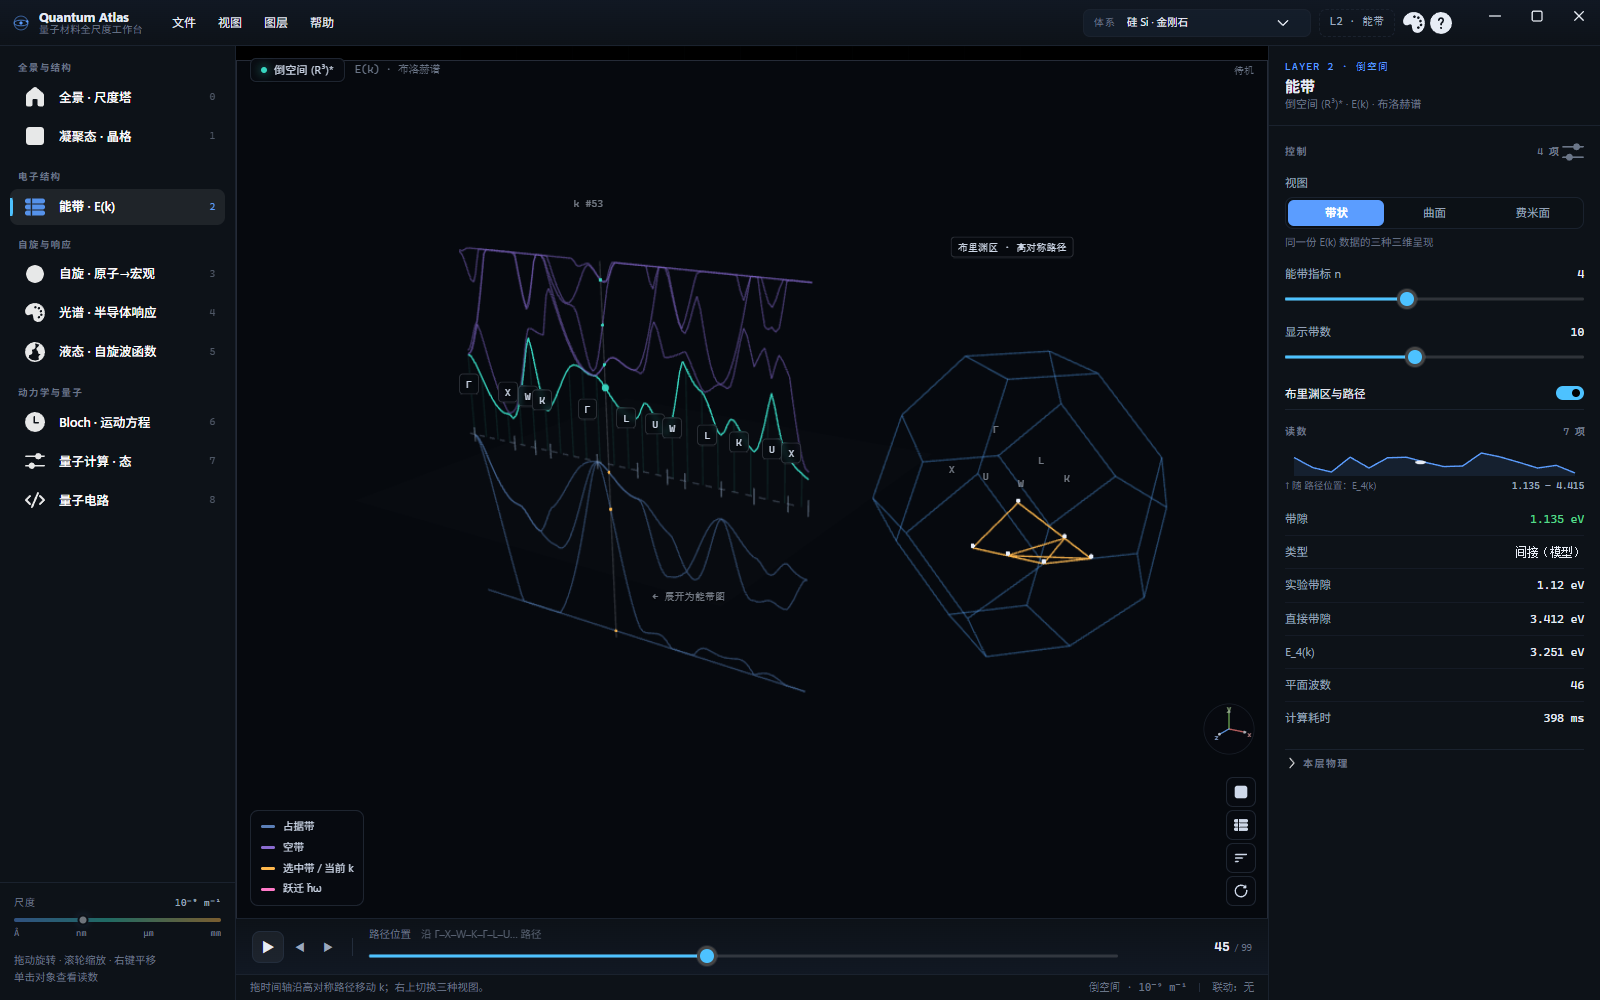 Quantum Atlas
量子材料全尺度工作台
文件 视图 图层 帮助
体系 硅 Si · 金刚石
L2 · 能带
?
全景与结构
全景 · 尺度塔 0
凝聚态 · 晶格 1
电子结构
能带 · E(k) 2
自旋与响应
自旋 · 原子→宏观 3
光谱 · 半导体响应 4
液态 · 自旋波函数 5
动力学与量子
Bloch · 运动方程 6
量子计算 · 态 7
量子电路 8
尺度 10⁻⁹ m⁻¹
Å nm μm mm
拖动旋转 · 滚轮缩放 · 右键平移
单击对象查看读数
倒空间 (R³)* E(k) · 布洛赫谱 待机
k #53
布里渊区 · 高对称路径
Γ X W K Γ L U W L K U X
Γ
X U L W K
← 展开为能带图
y
z x
占据带
空带
选中带 / 当前 k
跃迁 ħω
路径位置 沿 Γ–X–W–K–Γ–L–U… 路径
45 / 99
拖时间轴沿高对称路径移动 k；右上切换三种视图。
倒空间 · 10⁻⁹ m⁻¹ 联动：无
LAYER 2 · 倒空间
能带
倒空间 (R³)* · E(k) · 布洛赫谱
控制 4 项
视图
带状 曲面 费米面
同一份 E(k) 数据的三种三维呈现
能带指标 n 4
显示带数 10
布里渊区与路径
读数 7 项
↑ 随 路径位置：E_4(k) 1.135 – 4.415
带隙 1.135 eV
类型 间接（模型）
实验带隙 1.12 eV
直接带隙 3.412 eV
E_4(k) 3.251 eV
平面波数 46
计算耗时 398 ms
本层物理